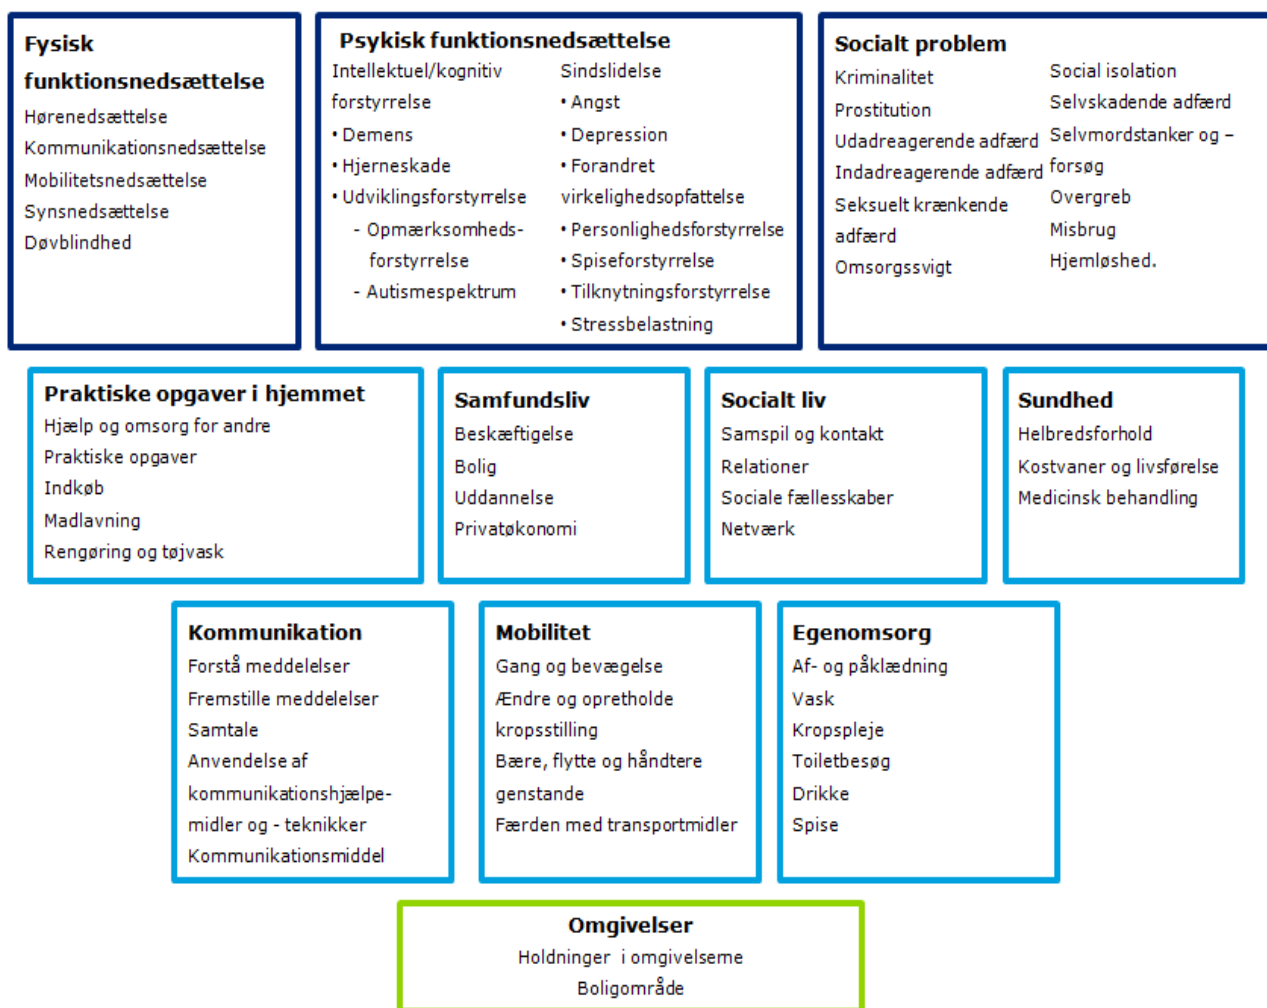 Fysisk
funktionsnedsættelse
Hørenedsættelse
Kommunikationsnedsættelse
Mobilitetsnedsættelse
Synsnedsættelse
Døvblindhed
Psykisk funktionsnedsættelse
Intellektuel/kognitiv
forstyrrelse
• Demens
• Hjerneskade
• Udviklingsforstyrrelse
- Opmærksomheds-
forstyrrelse
- Autismespektrum
Sindslidelse
• Angst
• Depression
• Forandret
virkelighedsopfattelse
• Personlighedsforstyrrelse
• Spiseforstyrrelse
• Tilknytningsforstyrrelse
• Stressbelastning
Socialt problem
Kriminalitet
Prostitution
Udadreagerende adfærd
Indadreagerende adfærd
Seksuelt krænkende
adfærd
Omsorgssvigt
Social isolation
Selvskadende adfærd
Selvmordstanker og –
forsøg
Overgreb
Misbrug
Hjemløshed.
Praktiske opgaver i hjemmet
Hjælp og omsorg for andre
Praktiske opgaver
Indkøb
Madlavning
Rengøring og tøjvask
Samfundsliv
Beskæftigelse
Bolig
Uddannelse
Privatøkonomi
Socialt liv
Samspil og kontakt
Relationer
Sociale fællesskaber
Netværk
Sundhed
Helbredsforhold
Kostvaner og livsførelse
Medicinsk behandling
Kommunikation
Forstå meddelelser
Fremstille meddelelser
Samtale
Anvendelse af
kommunikationshjælpe-
midler og - teknikker
Kommunikationsmiddel
Mobilitet
Gang og bevægelse
Ændre og opretholde
kropsstilling
Bære, flytte og håndtere
genstande
Færden med transportmidler
Egenomsorg
Af- og påklædning
Vask
Kropspleje
Toiletbesøg
Drikke
Spise
Omgivelser
Holdninger i omgivelserne
Boligområde